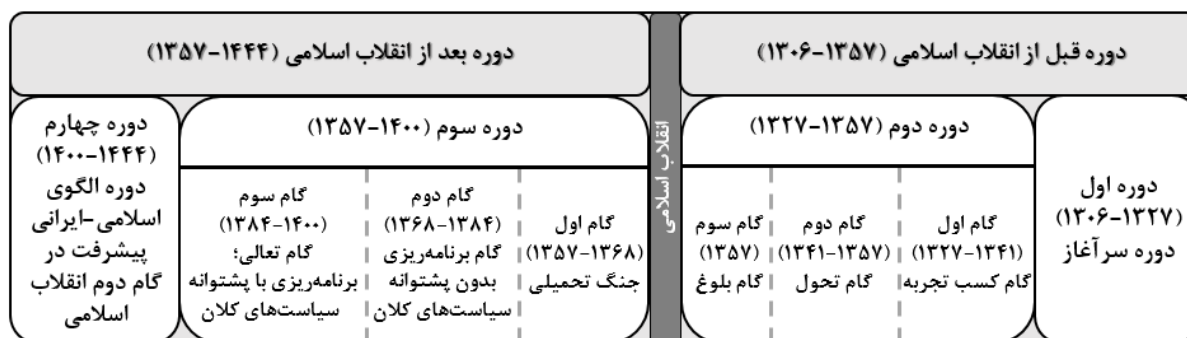 دوره قبل از انقلاب اسلامی (۱۳۵۷-۱۳۰۶)
دوره اول
(۱۳۲۷-۱۳۰۶)
دوره سرآغاز
دوره دوم (۱۳۵۷-۱۳۲۷)
گام اول
(۱۳۴۱-۱۳۲۷)
گام کسب تجربه
گام دوم
(۱۳۵۷-۱۳۴۱)
گام تحول
گام سوم
(۱۳۵۷)
گام بلوغ
انقلاب اسلامی
دوره بعد از انقلاب اسلامی (۱۴۴۴-۱۳۵۷)
دوره سوم (۱۴۰۰-۱۳۵۷)
گام اول
(۱۳۶۸-۱۳۵۷)
جنگ تحمیلی
گام دوم
(۱۳۸۴-۱۳۶۸)
گام برنامه‌ریزی
بدون پشتوانه
سیاست‌های کلان
گام سوم
(۱۴۰۰-۱۳۸۴)
گام تعالی؛
برنامه‌ریزی با پشتوانه
سیاست‌های کلان
دوره چهارم
(۱۴۴۴-۱۴۰۰)
دوره الگوی
اسلامی-ایرانی
پیشرفت در
گام دوم انقلاب
اسلامی